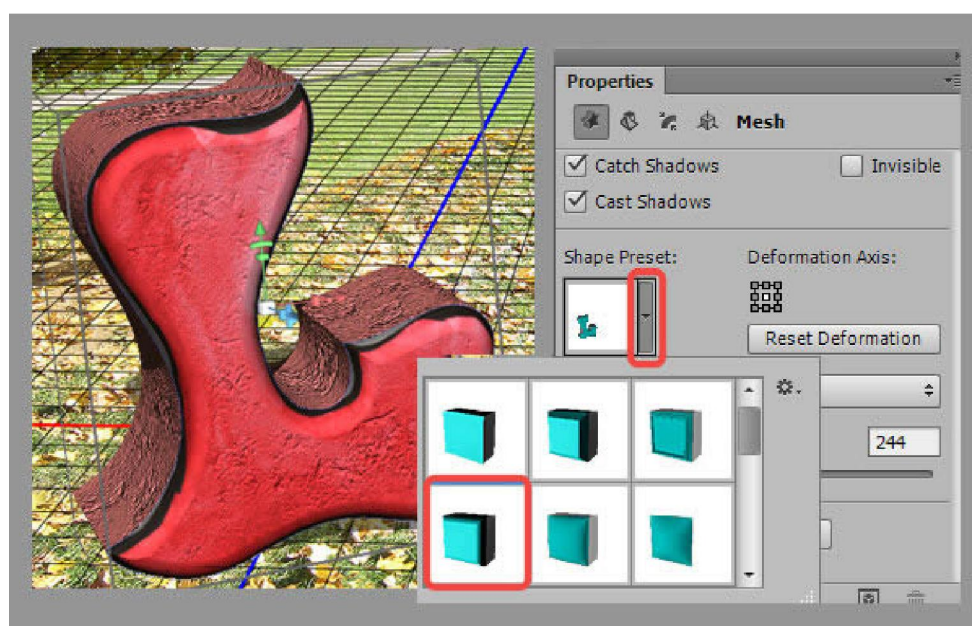 Properties
Mesh
Catch Shadows
Invisible
Cast Shadows
Shape Preset:
Deformation Axis:
Reset Deformation
244